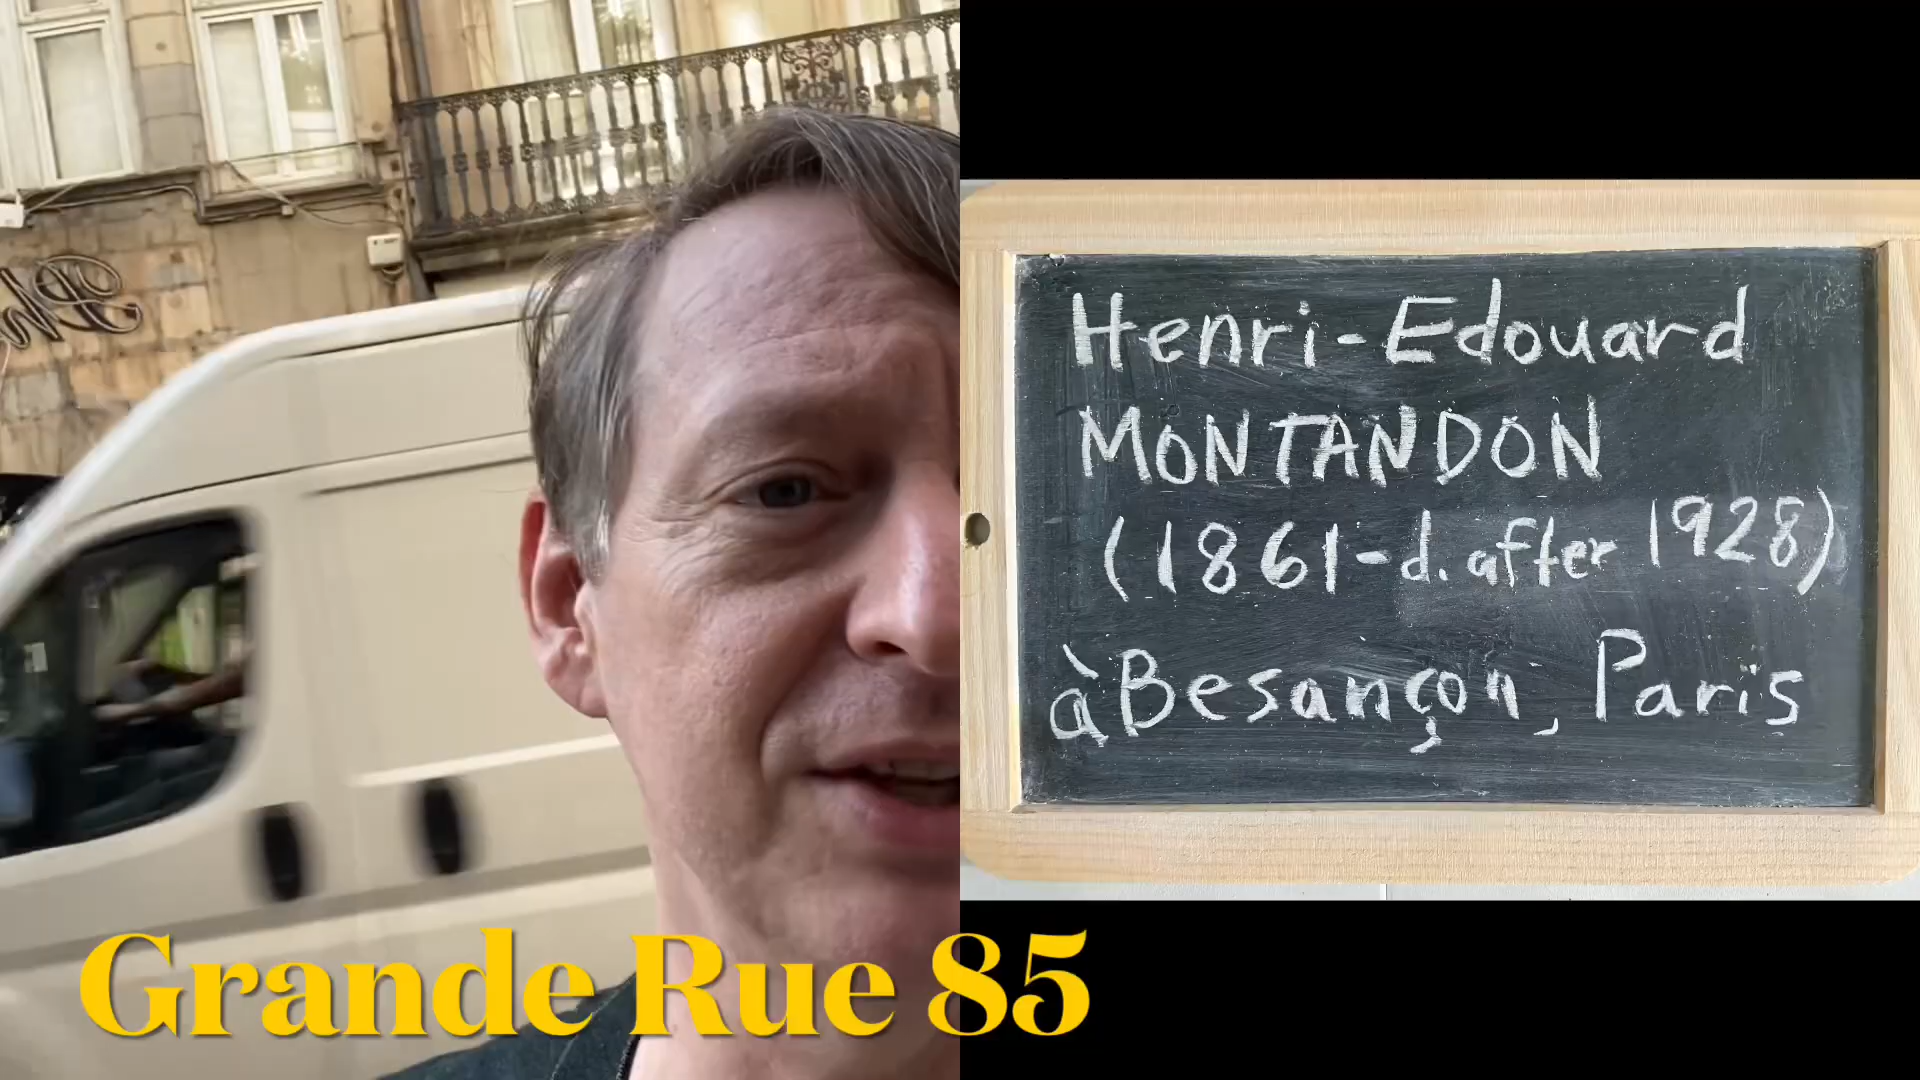 Henri-Edouard
MONTANDON
(1861-d. after 1928)
à Besançon, Paris
Grande Rue 85